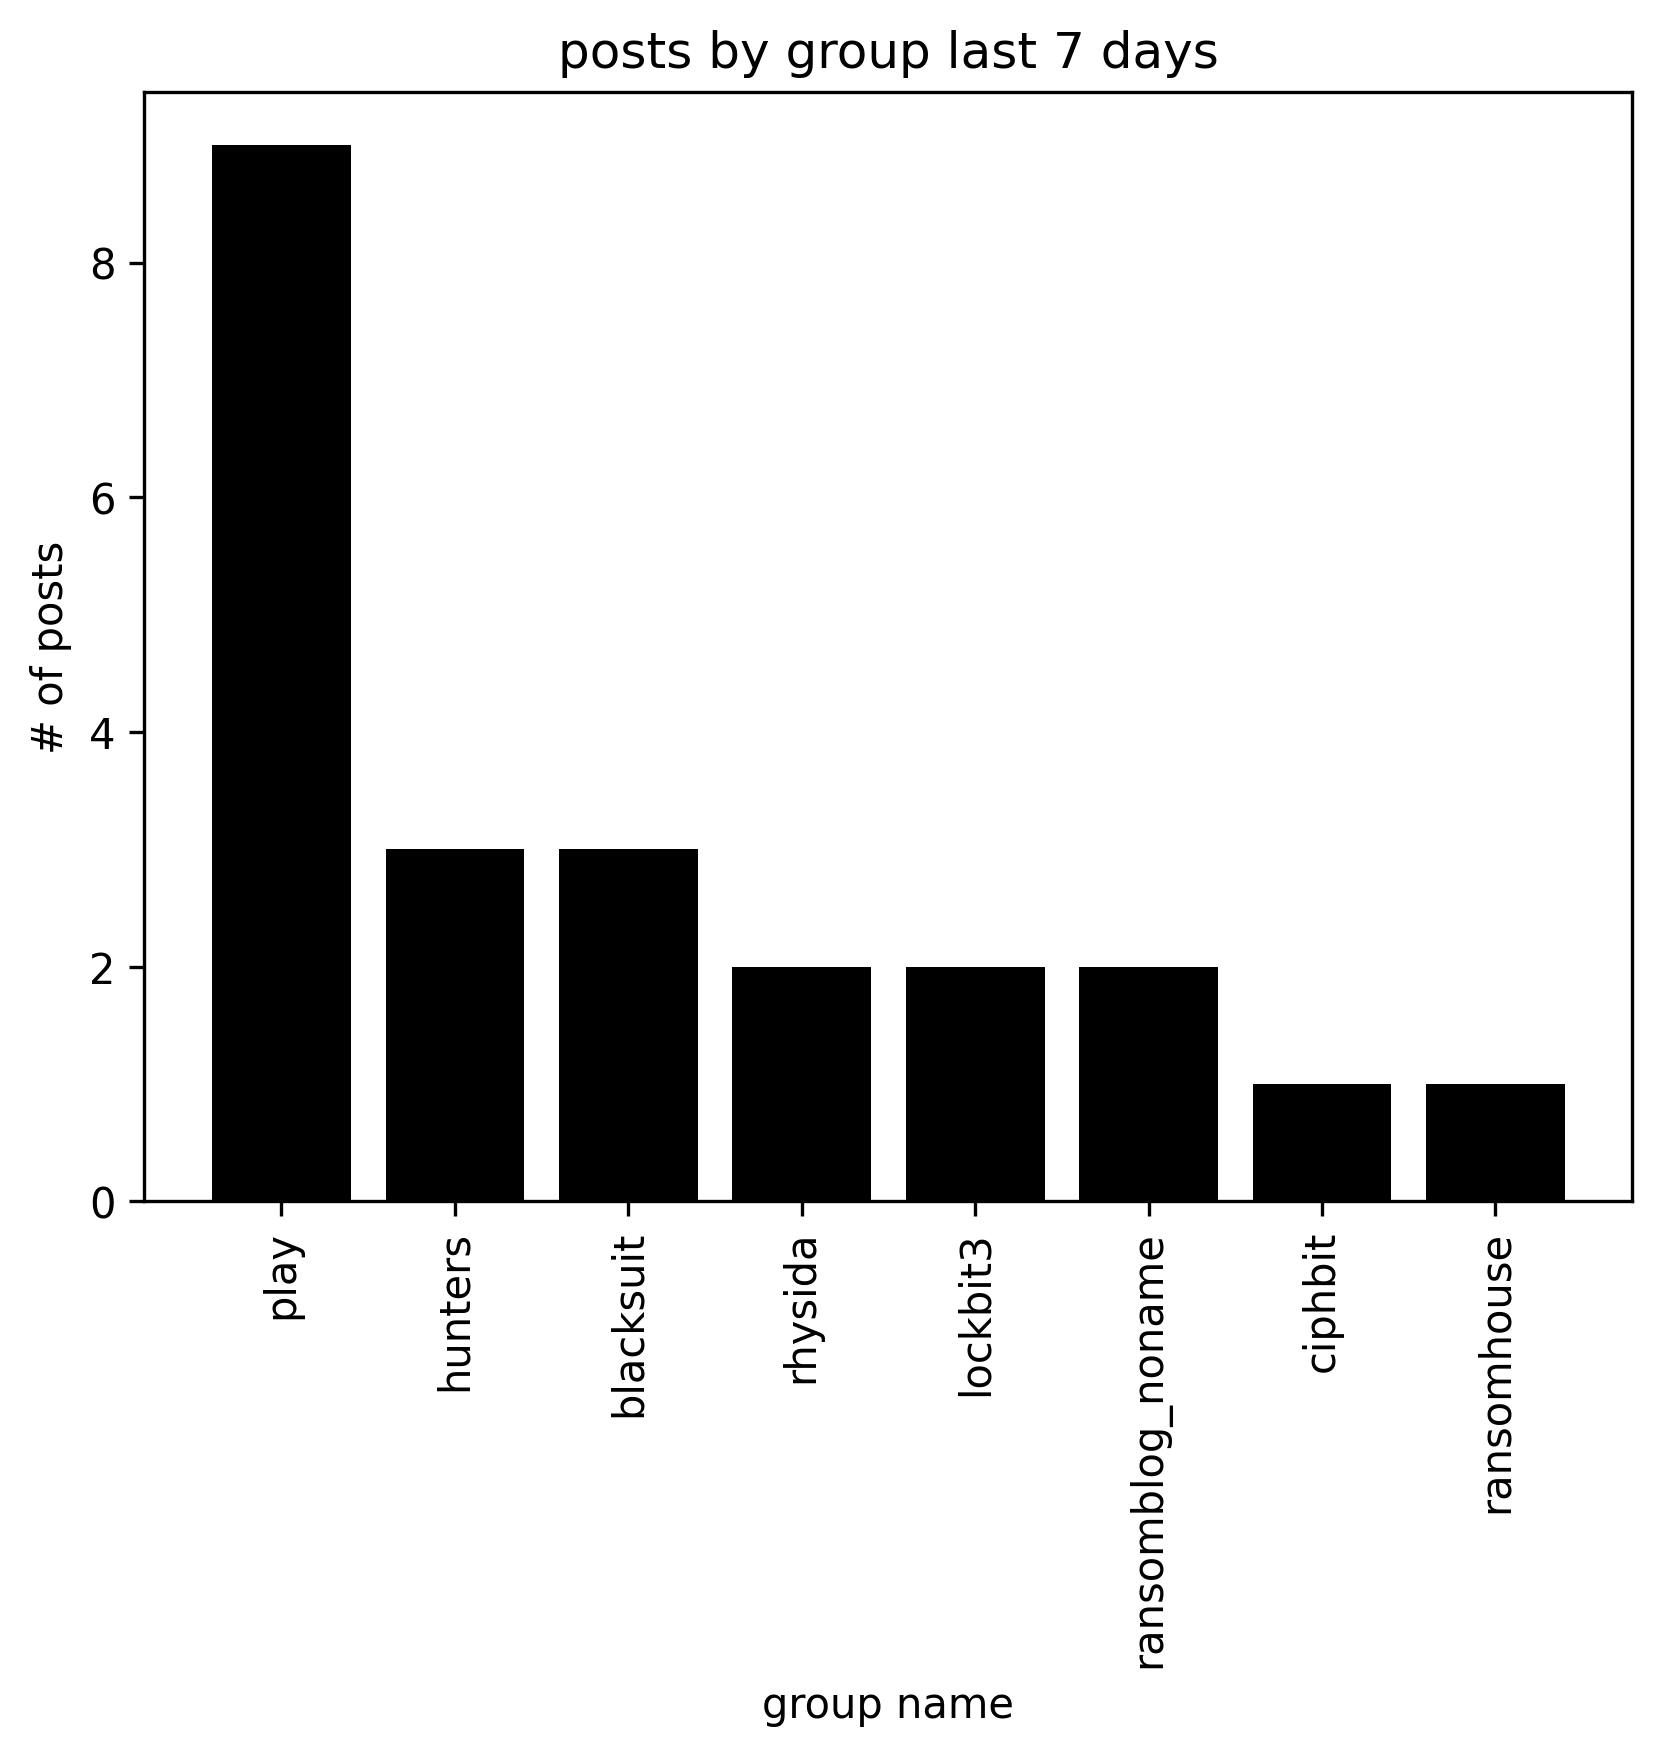 posts by group last 7 days
# of posts
8
6
4
2
0
play
hunters
blacksuit
rhysida
lockbit3
ransomblog_noname
ciphbit
ransomhouse
group name